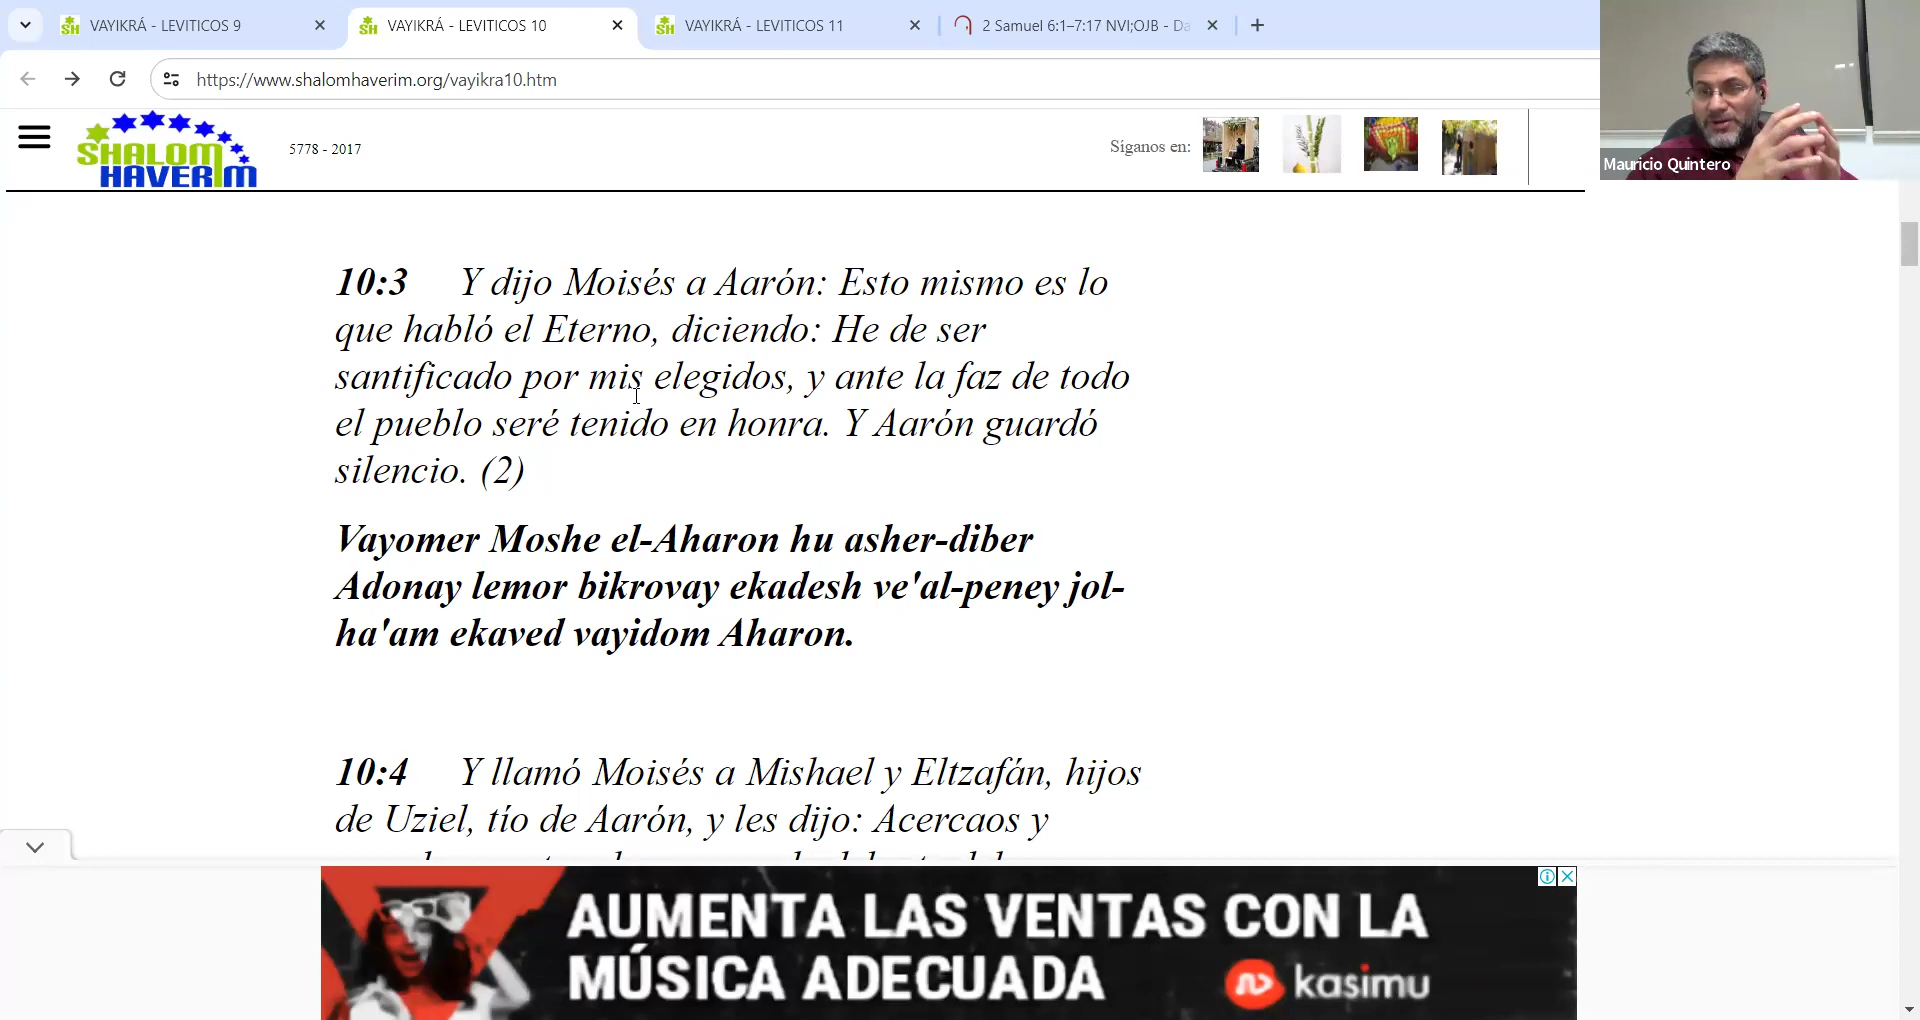 VAYIKRÁ - LEVITICOS 9
VAYIKRÁ - LEVITICOS 10
VAYIKRÁ - LEVITICOS 11
2 Samuel 6:1–7:17 NVI;OJB - Da
https://www.shalomhaverim.org/vayikra10.htm
SHALOM
HAVERIM
5778 - 2017
Síganos en:
Mauricio Quintero
10:3 Y dijo Moisés a Aarón: Esto mismo es lo
que habló el Eterno, diciendo: He de ser
santificado por mis elegidos, y ante la faz de todo
el pueblo seré tenido en honra. Y Aarón guardó
silencio. (2)
Vayomer Moshe el-Aharon hu asher-diber
Adonay lemor bikrovay ekadesh ve'al-peney jol-
ha'am ekaved vayidom Aharon.
10:4 Y llamó Moisés a Mishael y Eltzafán, hijos
de Uziel, tío de Aarón, y les dijo: Acercaos y
AUMENTA LAS VENTAS CON LA
MÚSICA ADECUADA
kasimu